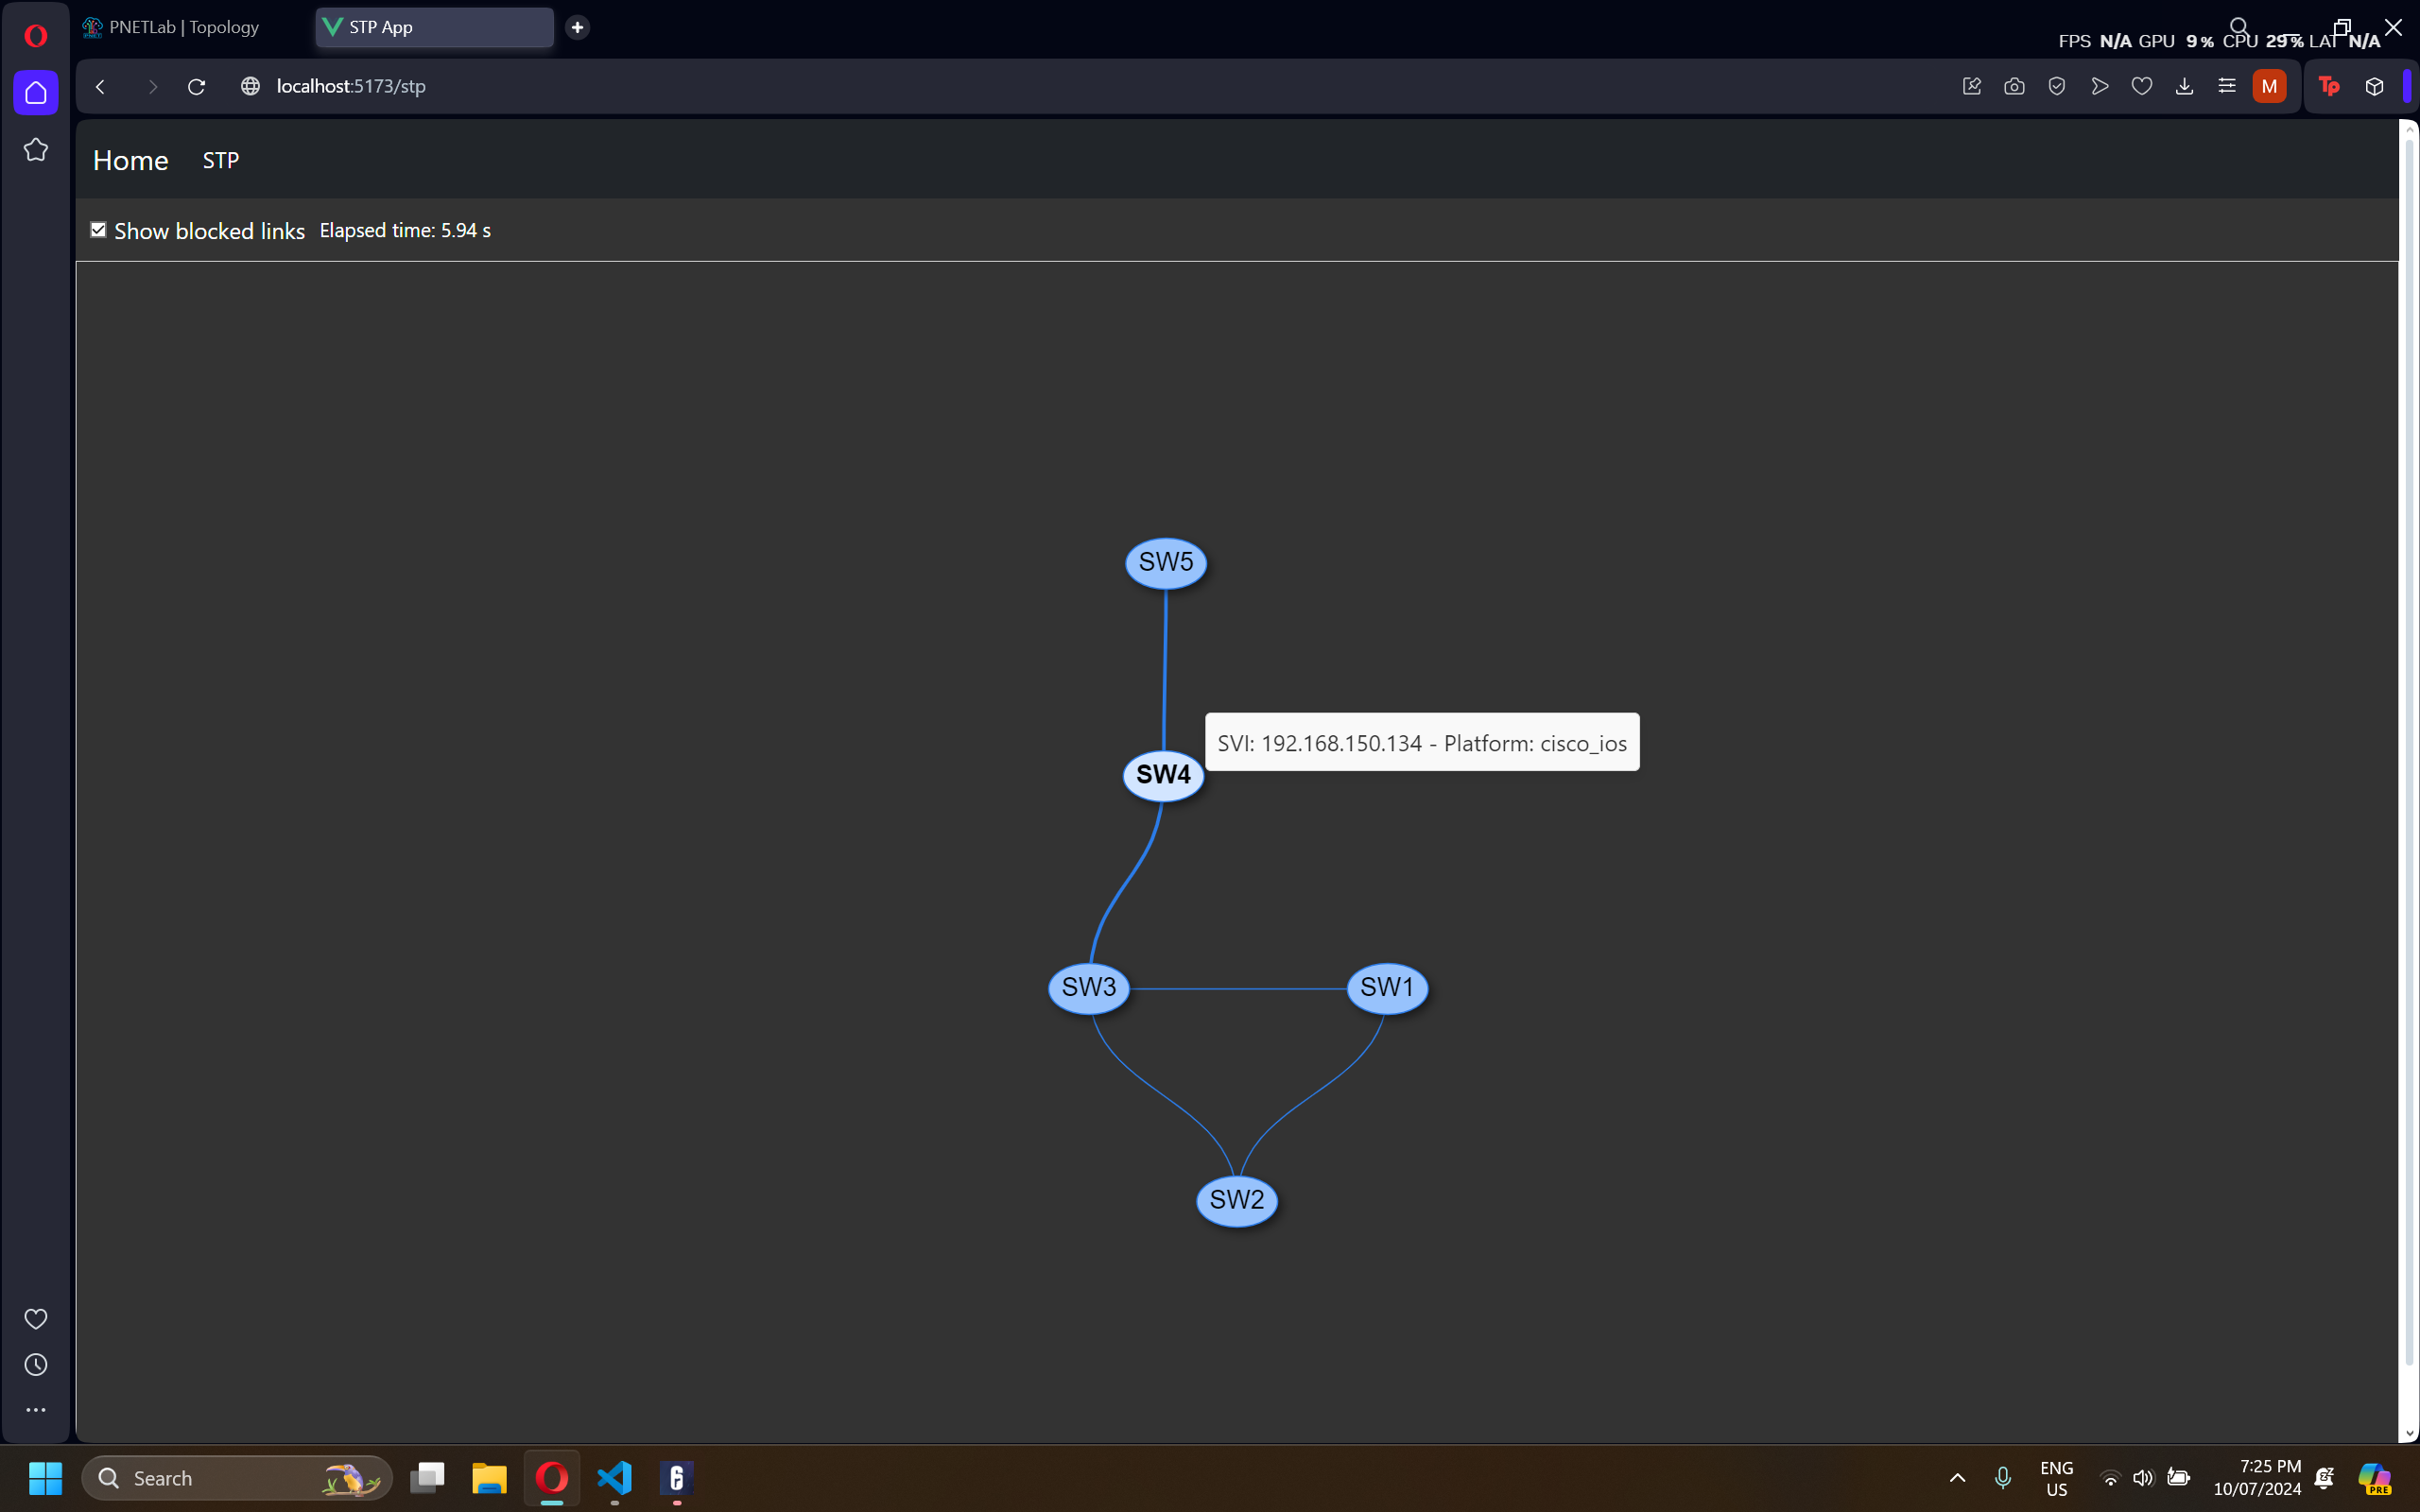 PNETLab | Topology
STP App
FPS N/A GPU 9% CPU 29% LAT N/A
localhost:5173/stp
M
Tp
Home
STP
Show blocked links
Elapsed time: 5.94 s
SW5
SVI: 192.168.150.134 - Platform: cisco_ios
SW4
SW3
SW1
SW2
Search
ENG
US
7:25 PM
10/07/2024
PRE